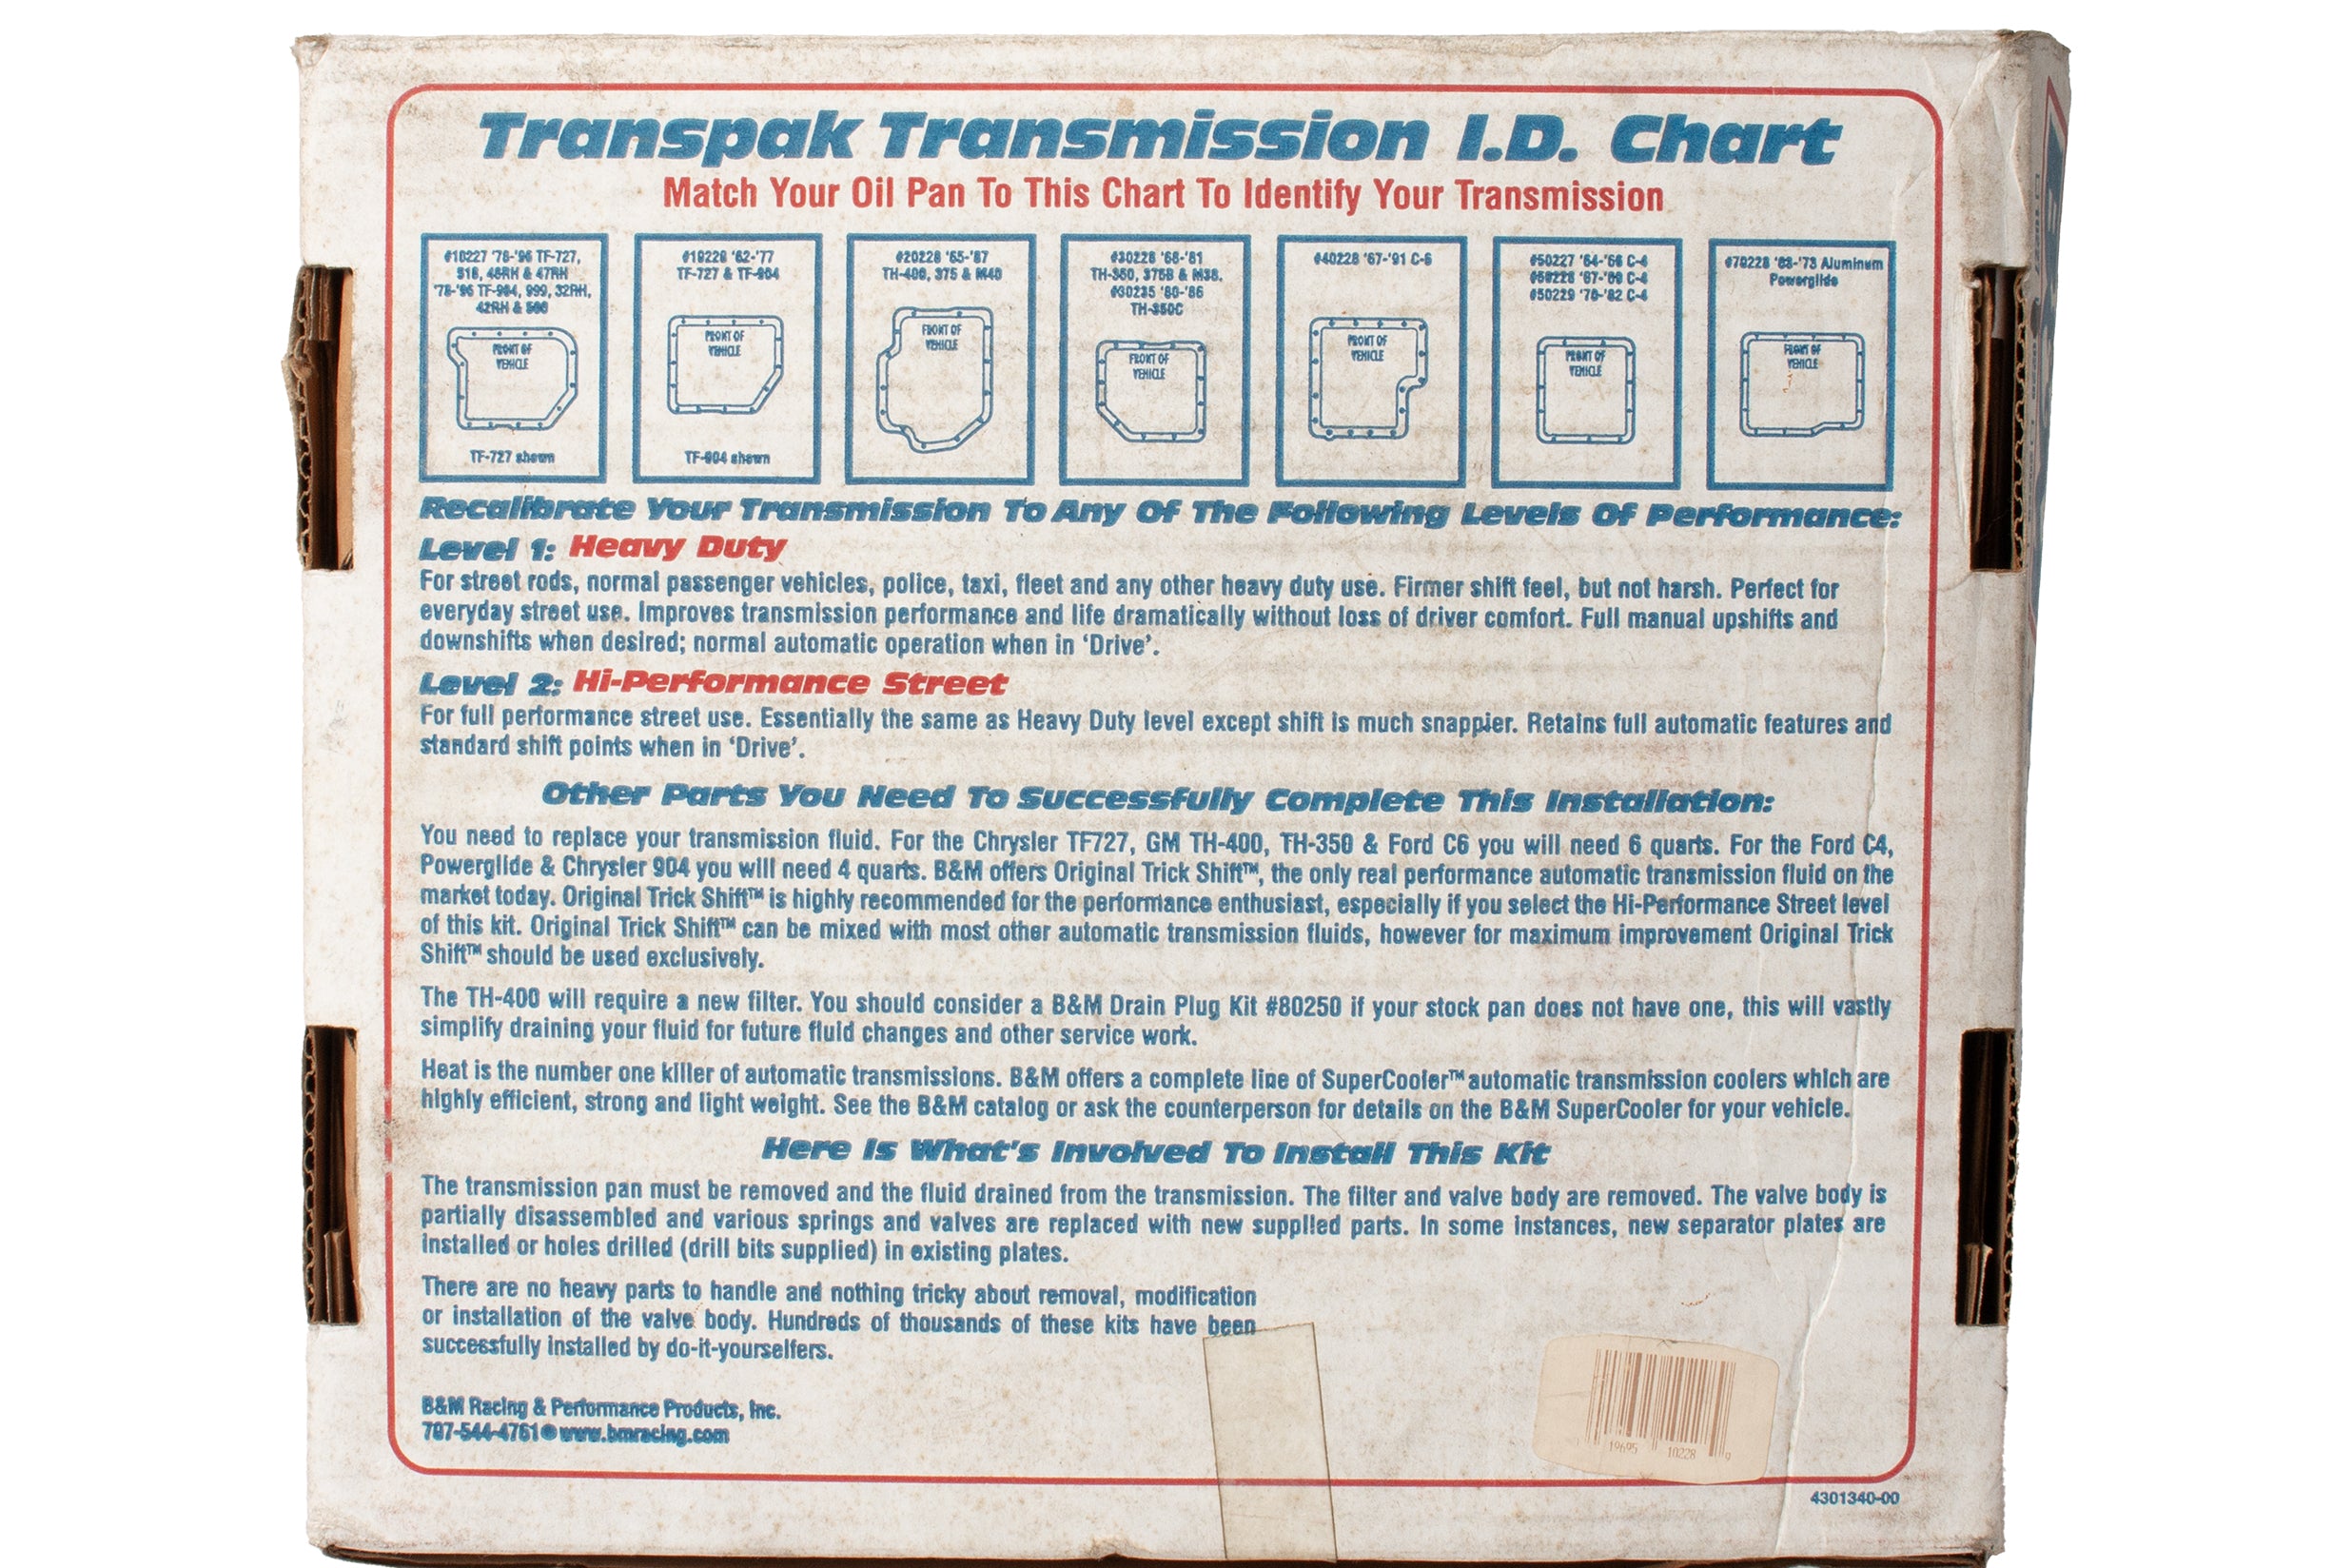 Transpak Transmission I.D. Chart
Match Your Oil Pan To This Chart To Identify Your Transmission
#10227 '78-'96 TF-727,
518, 46RH & 47RH
'78-'96 TF-904, 999, 32RH,
42RH & 500
FRONT OF
VEHICLE
TF-727 shown
#10228 '62-'77
TF-727 & TF-904
FRONT OF
VEHICLE
TF-904 shown
#20228 '65-'87
TH-400, 375 & M40
FRONT OF
VEHICLE
#30228 '68-'81
TH-350, 375B & M38.
#30235 '80-'86
TH-350C
FRONT OF
VEHICLE
#40228 '67-'91 C-6
FRONT OF
VEHICLE
#50227 '64-'66 C-4
#50228 '67-'69 C-4
#50229 '70-'82 C-4
FRONT OF
VEHICLE
#70228 '68-'73 Aluminum
Powerglide
FRONT OF
VEHICLE
Recalibrate Your Transmission To Any Of The Following Levels Of Performance:
Level 1: Heavy Duty
For street rods, normal passenger vehicles, police, taxi, fleet and any other heavy duty use. Firmer shift feel, but not harsh. Perfect for
everyday street use. Improves transmission performance and life dramatically without loss of driver comfort. Full manual upshifts and
downshifts when desired; normal automatic operation when in 'Drive'.
Level 2: Hi-Performance Street
For full performance street use. Essentially the same as Heavy Duty level except shift is much snappier. Retains full automatic features and
standard shift points when in 'Drive'.
Other Parts You Need To Successfully Complete This Installation:
You need to replace your transmission fluid. For the Chrysler TF727, GM TH-400, TH-350 & Ford C6 you will need 6 quarts. For the Ford C4,
Powerglide & Chrysler 904 you will need 4 quarts. B&M offers Original Trick Shift™, the only real performance automatic transmission fluid on the
market today. Original Trick Shift™ is highly recommended for the performance enthusiast, especially if you select the Hi-Performance Street level
of this kit. Original Trick Shift™ can be mixed with most other automatic transmission fluids, however for maximum improvement Original Trick
Shift™ should be used exclusively.
The TH-400 will require a new filter. You should consider a B&M Drain Plug Kit #80250 if your stock pan does not have one, this will vastly
simplify draining your fluid for future fluid changes and other service work.
Heat is the number one killer of automatic transmissions. B&M offers a complete line of SuperCooler™ automatic transmission coolers which are
highly efficient, strong and light weight. See the B&M catalog or ask the counterperson for details on the B&M SuperCooler for your vehicle.
Here Is What's Involved To Install This Kit
The transmission pan must be removed and the fluid drained from the transmission. The filter and valve body are removed. The valve body is
partially disassembled and various springs and valves are replaced with new supplied parts. In some instances, new separator plates are
installed or holes drilled (drill bits supplied) in existing plates.
There are no heavy parts to handle and nothing tricky about removal, modification
or installation of the valve body. Hundreds of thousands of these kits have been
successfully installed by do-it-yourselfers.
B&M Racing & Performance Products, Inc.
707-544-4761●www.bmracing.com
19695 10228 9
4301340-00